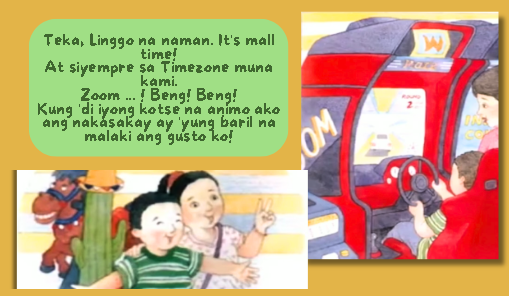 Teka, Linggo na naman. It's mall
time!
At siyempre sa Timezone muna
kami.
Zoom ... ! Beng! Beng!
Kung 'di iyong kotse na animo ako
ang nakasakay ay 'yung baril na
malaki ang gusto ko!
W
ZOOM